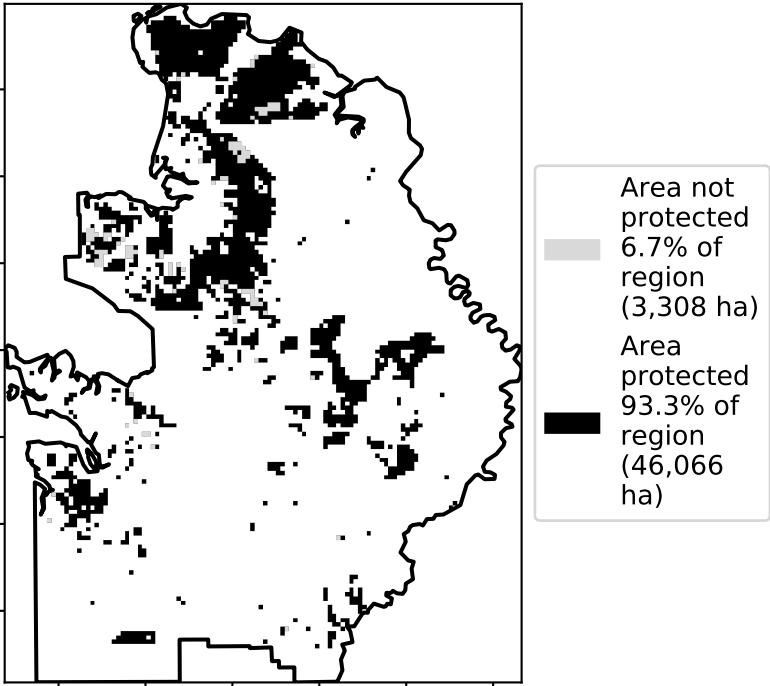 Area not
protected
6.7% of
region
(3,308 ha)
Area
protected
93.3% of
region
(46,066
ha)